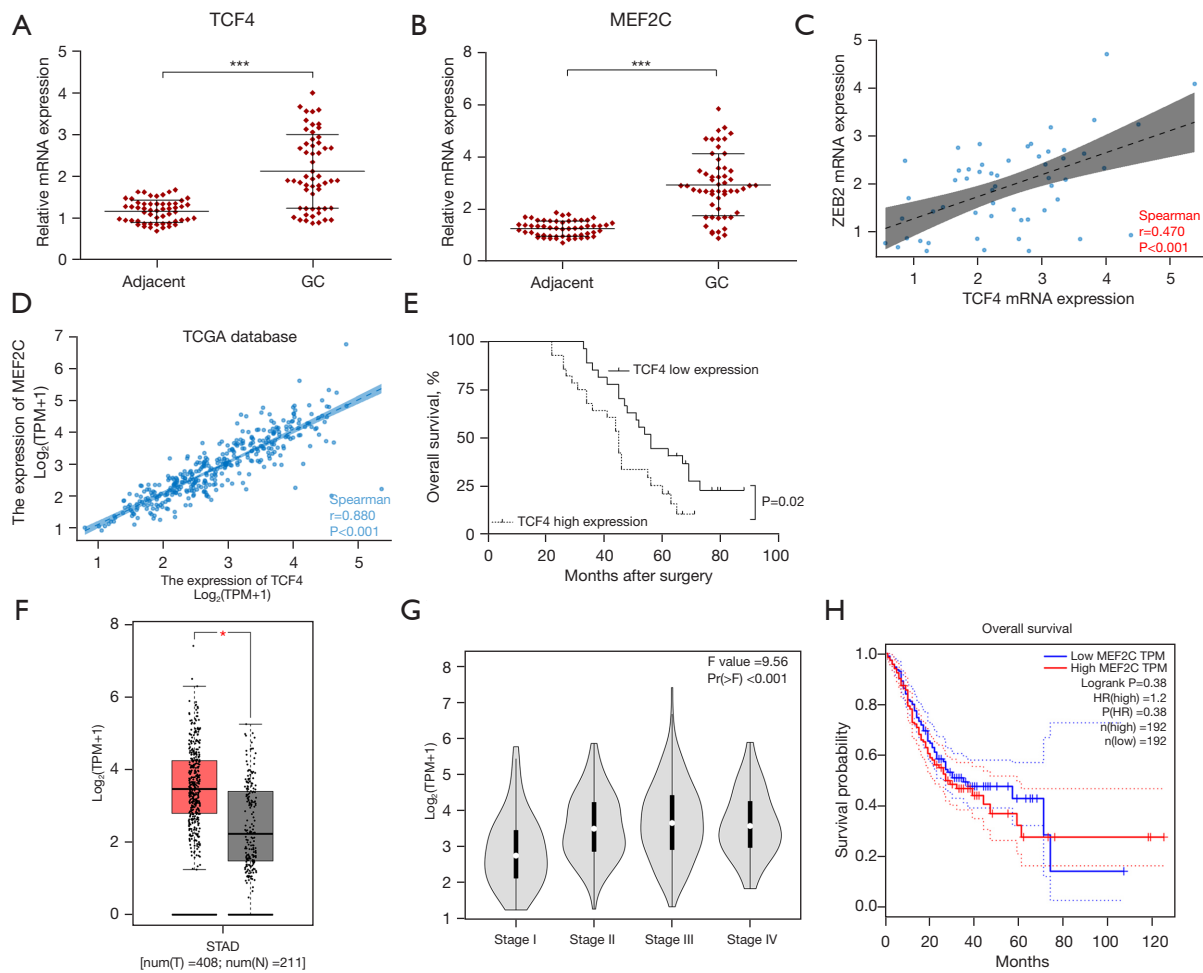 A
TCF4
Relative mRNA expression
5
4
3
2
1
0
***
Adjacent
GC
B
MEF2C
Relative mRNA expression
8
6
4
2
0
***
Adjacent
GC
C
ZEB2 mRNA expression
5
4
3
2
1
Spearman
r=0.470
P<0.001
1 2 3 4 5
TCF4 mRNA expression
D
TCGA database
The expression of MEF2C
Log2(TPM+1)
7
6
5
4
3
2
1
Spearman
r=0.880
P<0.001
1 2 3 4 5
The expression of TCF4
Log2(TPM+1)
E
Overall survival, %
100
75
50
25
0
TCF4 low expression
TCF4 high expression
P=0.02
0 20 40 60 80 100
Months after surgery
F
Log2(TPM+1)
8
6
4
2
0
*
STAD
[num(T) =408; num(N) =211]
G
Log2(TPM+1)
8
7
6
5
4
3
2
1
F value =9.56
Pr(>F) <0.001
Stage I
Stage II
Stage III
Stage IV
H
Overall survival
Survival probability
1.0
0.8
0.6
0.4
0.2
0.0
Low MEF2C TPM
High MEF2C TPM
Logrank P=0.38
HR(high) =1.2
P(HR) =0.38
n(high) =192
n(low) =192
0 20 40 60 80 100 120
Months